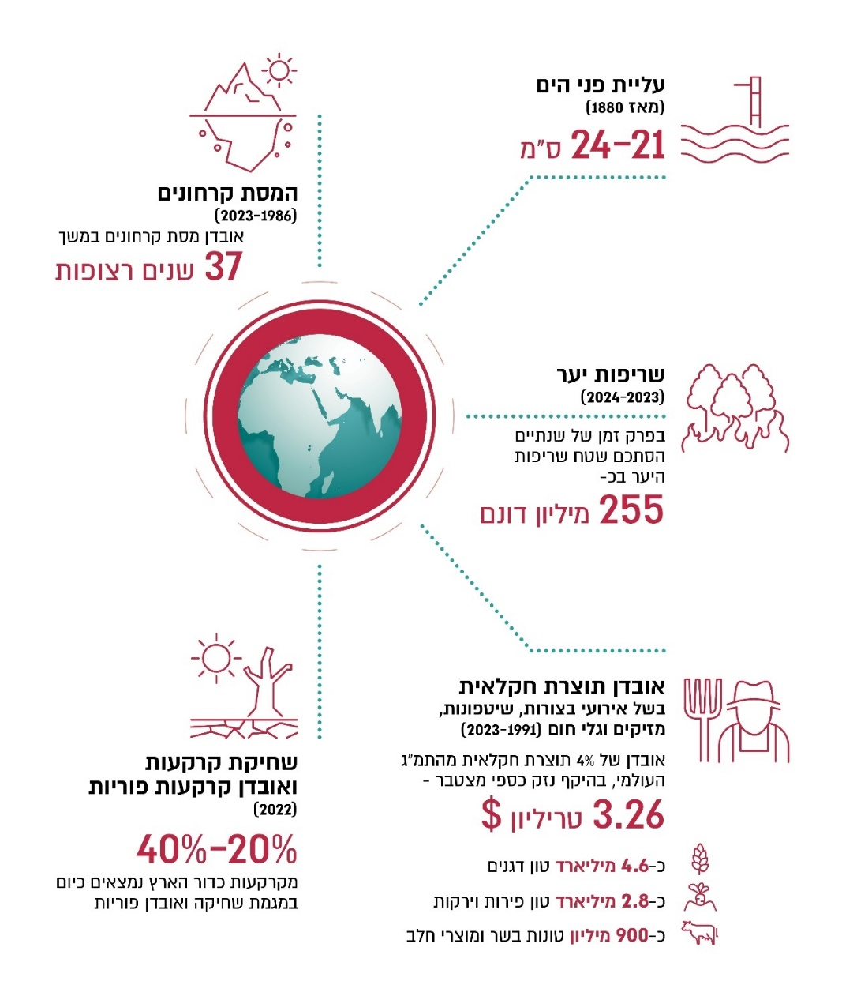 עליית פני הים
(מאז 1880)
24-21 ס"מ
המסת קרחונים
(2023-1986)
אובדן מסת קרחונים במשך
37 שנים רצופות
שריפות יער
(2024-2023)
בפרק זמן של שנתיים
הסתכם שטח שריפות
היער בכ-
255 מיליון דונם
אובדן תוצרת חקלאית
בשל אירועי בצורות, שיטפונות,
מזיקים וגלי חום (2023-1991)
אובדן של 4% תוצרת חקלאית מהתמ"ג
העולמי, בהיקף נזק כספי מצטבר -
3.26 טריליון $
כ-4.6 מיליארד טון דגנים
כ-2.8 מיליארד טון פירות וירקות
כ-900 מיליון טונות בשר ומוצרי חלב
שחיקת קרקעות
ואובדן קרקעות פוריות
(2022)
40%-20%
מקרקעות כדור הארץ נמצאים כיום
במגמת שחיקה ואובדן פוריות